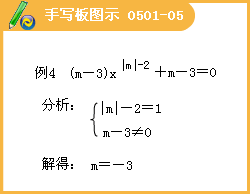 手写板图示 0501-05
例4 (m-3)x^{|m|-2}+m-3=0
分析: {|m|-2=1
m-3≠0
解得: m=-3